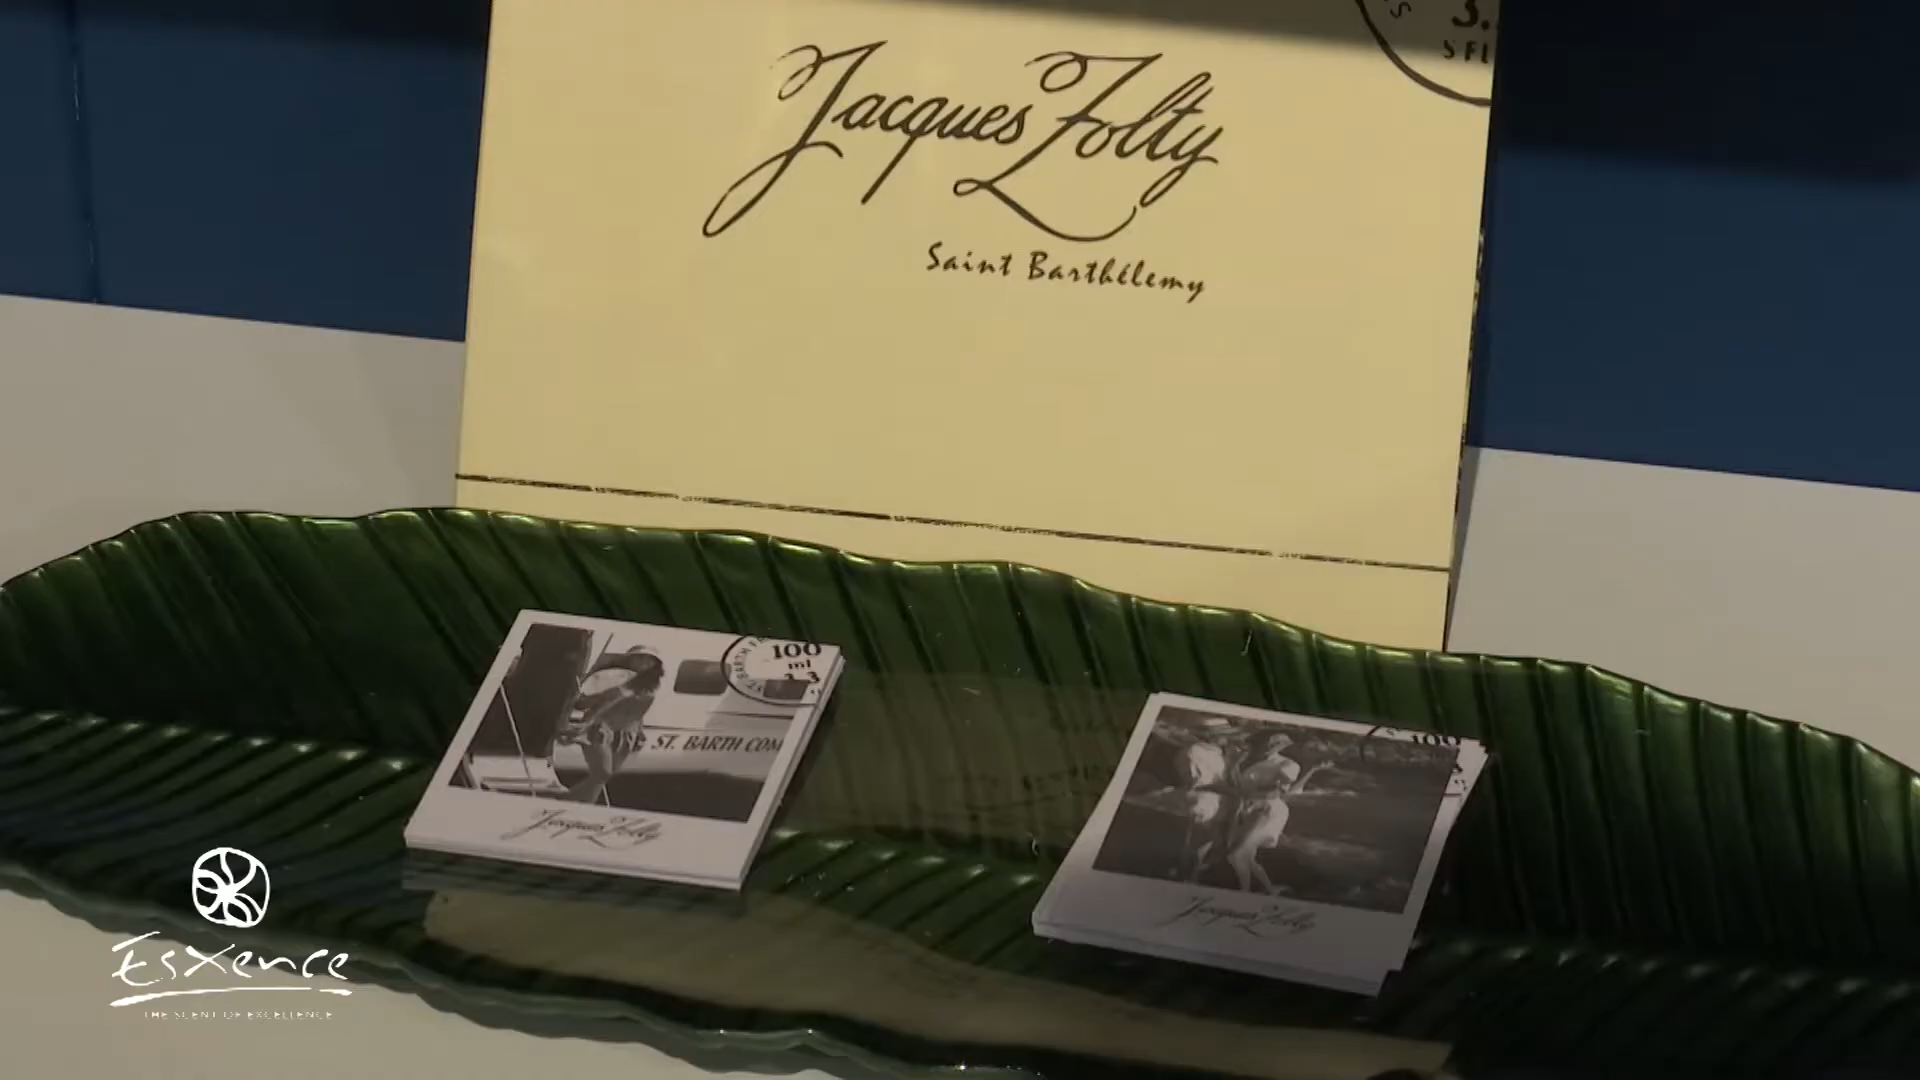 Jacques Zolty
Saint Barthélemy
100
ml
ST. BARTH COM
Jacques Zolty
100
Jacques Zolty
Esxence
THE SCENT OF EXCELLENCE